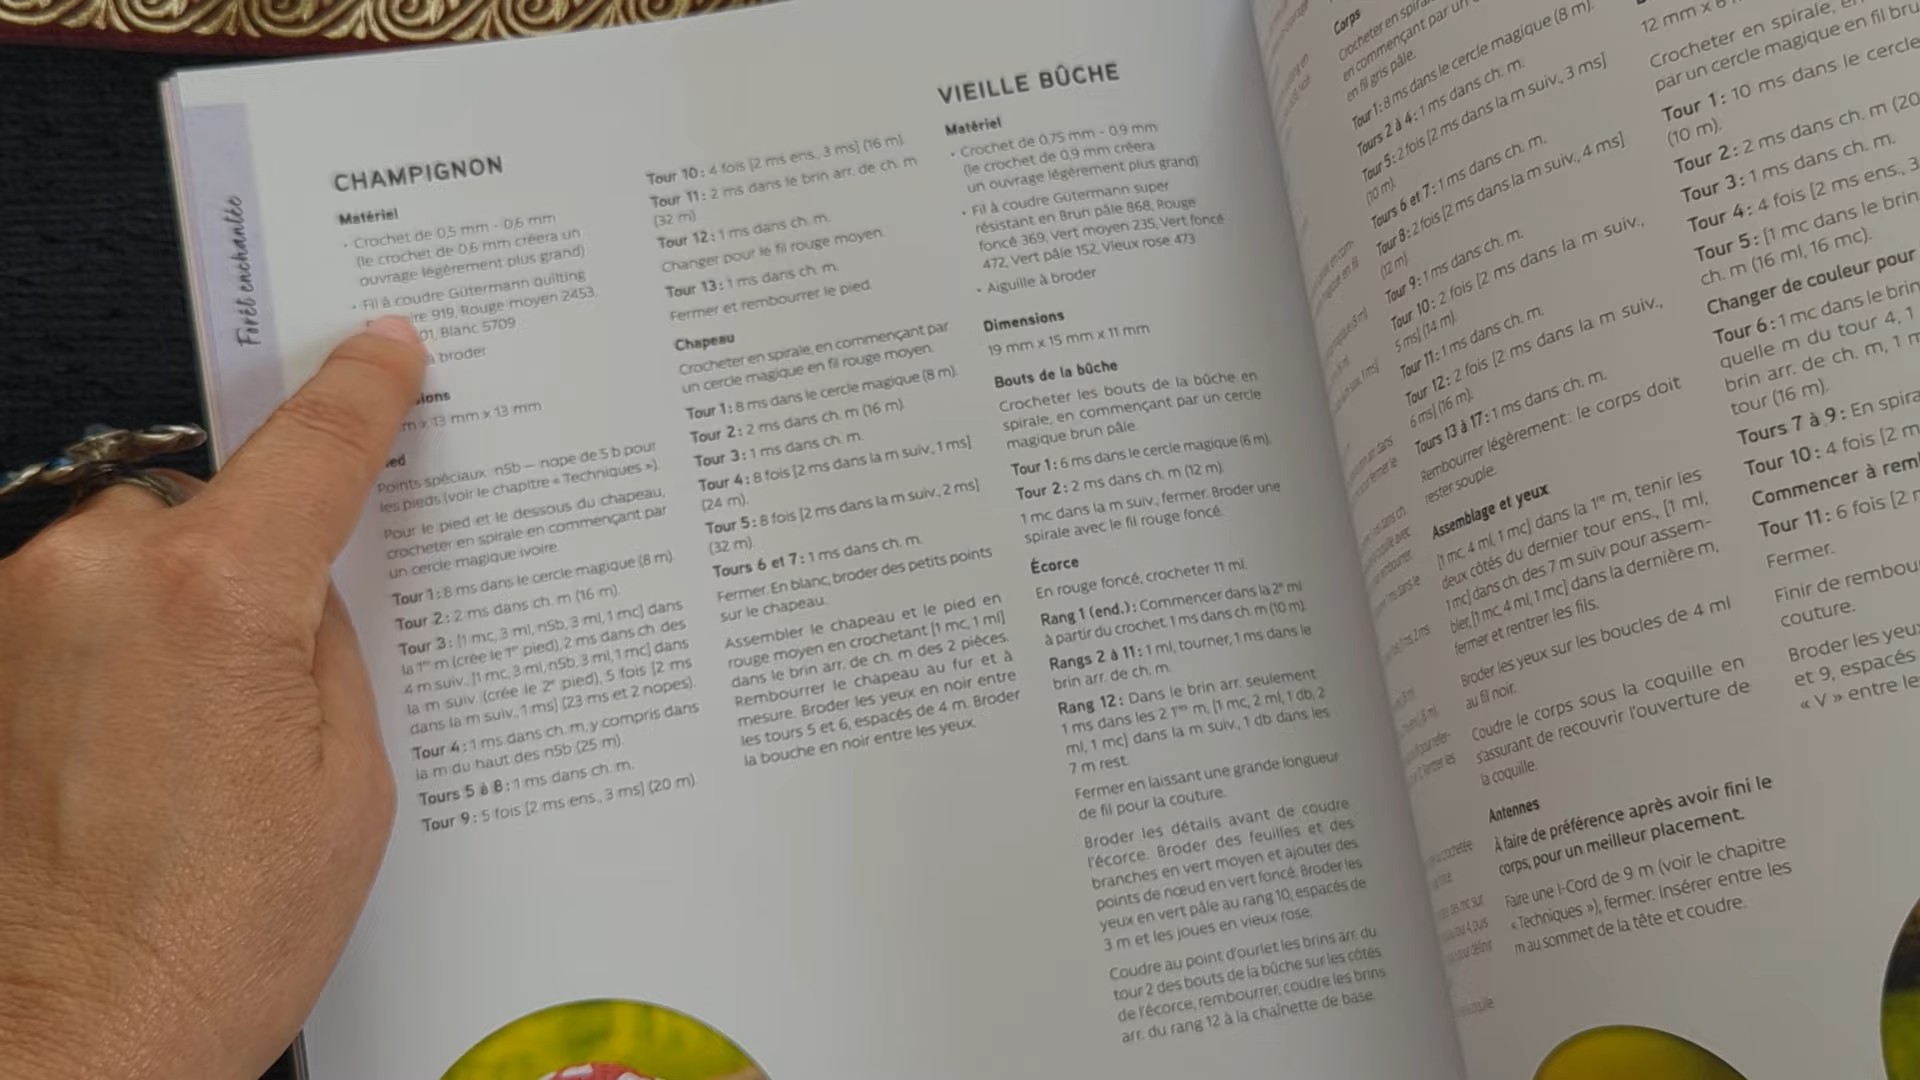 Forêt enchantée
CHAMPIGNON
Matériel
• Crochet de 0,5 mm - 0,6 mm
(le crochet de 0,6 mm créera un
ouvrage légèrement plus grand)
• Fil à coudre Gütermann quilting
919, Rouge moyen 2453,
Blanc 5709
à broder
x 13 mm x 13 mm
Points spéciaux : n5b – nope de 5 b pour
les pieds (voir le chapitre « Techniques »).
Pour le pied et le dessous du chapeau,
crocheter en spirale en commençant par
un cercle magique ivoire.
Tour 1 : 8 ms dans le cercle magique (8 m).
Tour 2 : 2 ms dans ch. m (16 m).
Tour 3 : [1 mc, 3 ml, n5b, 3 ml, 1 mc] dans
la 1re m (crée le 1er pied), 2 ms dans ch. des
4 m suiv., [1 mc, 3 ml, n5b, 3 ml, 1 mc] dans
la m suiv. (crée le 2e pied), 5 fois [2 ms
dans la m suiv., 1 ms] (23 ms et 2 nopes).
Tour 4 : 1 ms dans ch. m, y compris dans
la m du haut des n5b (25 m).
Tours 5 à 8 : 1 ms dans ch. m.
Tour 9 : 5 fois [2 ms ens., 3 ms] (20 m).
Tour 10 : 4 fois [2 ms ens., 3 ms] (16 m).
Tour 11 : 2 ms dans le brin arr. de ch. m
(32 m).
Tour 12 : 1 ms dans ch. m.
Changer pour le fil rouge moyen.
Tour 13 : 1 ms dans ch. m.
Fermer et rembourrer le pied.
Chapeau
Crocheter en spirale, en commençant par
un cercle magique en fil rouge moyen.
Tour 1 : 8 ms dans le cercle magique (8 m).
Tour 2 : 2 ms dans ch. m (16 m).
Tour 3 : 1 ms dans ch. m.
Tour 4 : 8 fois [2 ms dans la m suiv., 1 ms]
(24 m).
Tour 5 : 8 fois [2 ms dans la m suiv., 2 ms]
(32 m).
Tours 6 et 7 : 1 ms dans ch. m.
Fermer. En blanc, broder des petits points
sur le chapeau.
Assembler le chapeau et le pied en
rouge moyen en crochetant [1 mc, 1 ml]
dans le brin arr. de ch. m des 2 pièces.
Rembourrer le chapeau au fur et à
mesure. Broder les yeux en noir entre
les tours 5 et 6, espacés de 4 m. Broder
la bouche en noir entre les yeux.
VIEILLE BÛCHE
Matériel
• Crochet de 0,75 mm - 0,9 mm
(le crochet de 0,9 mm créera
un ouvrage légèrement plus grand)
• Fil à coudre Gütermann super
résistant en Brun pâle 868, Rouge
foncé 369, Vert moyen 235, Vert foncé
472, Vert pâle 152, Vieux rose 473
• Aiguille à broder
Dimensions
19 mm x 15 mm x 11 mm
Bouts de la bûche
Crocheter les bouts de la bûche en
spirale, en commençant par un cercle
magique brun pâle.
Tour 1 : 6 ms dans le cercle magique (6 m).
Tour 2 : 2 ms dans ch. m (12 m).
1 mc dans la m suiv., fermer. Broder une
spirale avec le fil rouge foncé.
Écorce
En rouge foncé, crocheter 11 ml.
Rang 1 (end.) : Commencer dans la 2e ml
à partir du crochet. 1 ms dans ch. m (10 m).
Rangs 2 à 11 : 1 ml, tourner, 1 ms dans le
brin arr. de ch. m.
Rang 12 : Dans le brin arr. seulement
1 ms dans les 2 1res m, [1 mc, 2 ml, 1 db, 2
ml, 1 mc] dans la m suiv., 1 db dans les
7 m rest.
Fermer en laissant une grande longueur
de fil pour la couture.
Broder les détails avant de coudre
l'écorce. Broder des feuilles et des
branches en vert moyen et ajouter des
points de nœud en vert foncé. Broder les
yeux en vert pâle au rang 10, espacés de
3 m et les joues en vieux rose.
Coudre au point d'ourlet les brins arr. du
tour 2 des bouts de la bûche sur les côtés
de l'écorce, rembourrer, coudre les brins
arr. du rang 12 à la chaînette de base.
Corps
Crocheter en spirale
en commençant par un
en fil gris pâle.
Tour 1 : 8 ms dans le cercle magique (8 m).
Tours 2 à 4 : 1 ms dans ch. m.
Tour 5 : 2 fois [2 ms dans la m suiv., 3 ms]
(10 m).
Tours 6 et 7 : 1 ms dans ch. m.
Tour 8 : 2 fois [2 ms dans la m suiv., 4 ms]
(12 m).
Tour 9 : 1 ms dans ch. m.
Tour 10 : 2 fois [2 ms dans la m suiv.,
5 ms] (14 m).
Tour 11 : 1 ms dans ch. m.
Tour 12 : 2 fois [2 ms dans la m suiv.,
6 ms] (16 m).
Tours 13 à 17 : 1 ms dans ch. m.
Rembourrer légèrement : le corps doit
rester souple.
Assemblage et yeux
[1 mc, 4 ml, 1 mc] dans la 1re m, tenir les
deux côtés du dernier tour ens., [1 ml,
1 mc] dans ch. des 7 m suiv pour assem-
bler, [1 mc, 4 ml, 1 mc] dans la dernière m,
fermer et rentrer les fils.
Broder les yeux sur les boucles de 4 ml
au fil noir.
Coudre le corps sous la coquille en
s'assurant de recouvrir l'ouverture de
la coquille.
Antennes
À faire de préférence après avoir fini le
corps, pour un meilleur placement.
Faire une I-Cord de 9 m (voir le chapitre
« Techniques »), fermer. Insérer entre les
m au sommet de la tête et coudre.
12 mm x
Crocheter en spirale,
par un cercle magique en fil
Tour 1 : 10 ms dans le cercle
(10 m).
Tour 2 : 2 ms dans ch. m (20
Tour 3 : 1 ms dans ch. m.
Tour 4 : 4 fois [2 ms ens., 3
Tour 5 : [1 mc dans le brin
ch. m (16 ml, 16 mc).
Changer de couleur pour
Tour 6 : 1 mc dans le brin
quelle m du tour 4, 1
brin arr. de ch. m, 1
tour (16 m).
Tours 7 à 9 : En
Tour 10 : 4 fois [2
Commencer à
Tour 11 : 6 fois [2
Fermer.
Finir de
couture.
Broder les
et 9, espacés
« V » entre